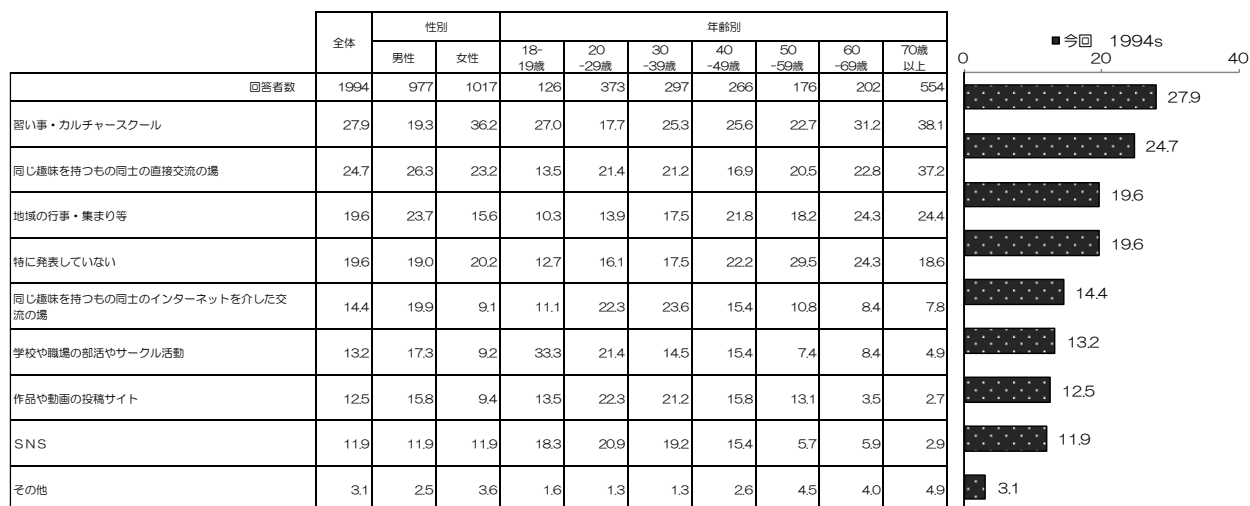 全体 性別 年齢別
男性 女性 18-19歳 20-29歳 30-39歳 40-49歳 50-59歳 60-69歳 70歳以上
回答者数 1994 977 1017 126 373 297 266 176 202 554
習い事・カルチャースクール 27.9 19.3 36.2 27.0 17.7 25.3 25.6 22.7 31.2 38.1
同じ趣味を持つもの同士の直接交流の場 24.7 26.3 23.2 13.5 21.4 21.2 16.9 20.5 22.8 37.2
地域の行事・集まり等 19.6 23.7 15.6 10.3 13.9 17.5 21.8 18.2 24.3 24.4
特に発表していない 19.6 19.0 20.2 12.7 16.1 17.5 22.2 29.5 24.3 18.6
同じ趣味を持つもの同士のインターネットを介した交
流の場 14.4 19.9 9.1 11.1 22.3 23.6 15.4 10.8 8.4 7.8
学校や職場の部活やサークル活動 13.2 17.3 9.2 33.3 21.4 14.5 15.4 7.4 8.4 4.9
作品や動画の投稿サイト 12.5 15.8 9.4 13.5 22.3 21.2 15.8 13.1 3.5 2.7
SNS 11.9 11.9 11.9 18.3 20.9 19.2 15.4 5.7 5.9 2.9
その他 3.1 2.5 3.6 1.6 1.3 1.3 2.6 4.5 4.0 4.9
今回 1994s
0 20 40
27.9
24.7
19.6
19.6
14.4
13.2
12.5
11.9
3.1